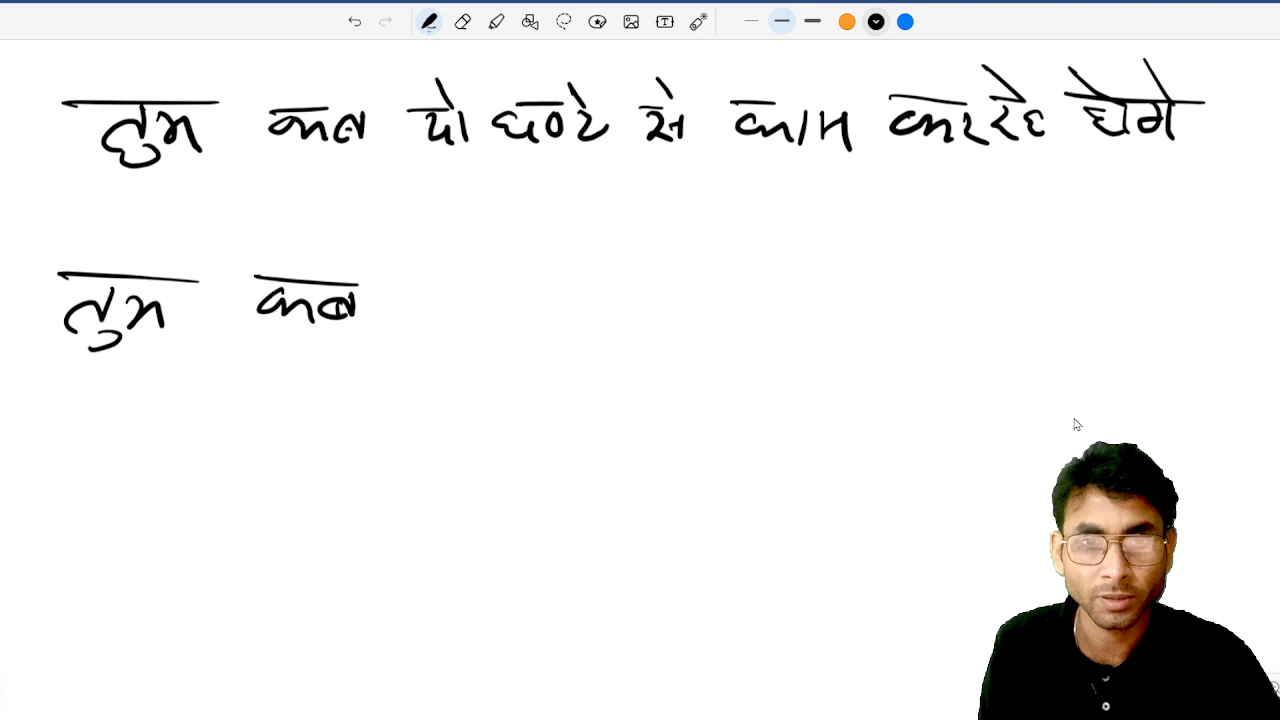 तुम कल दो घण्टे से काम कर रहे होगे
तुम कल